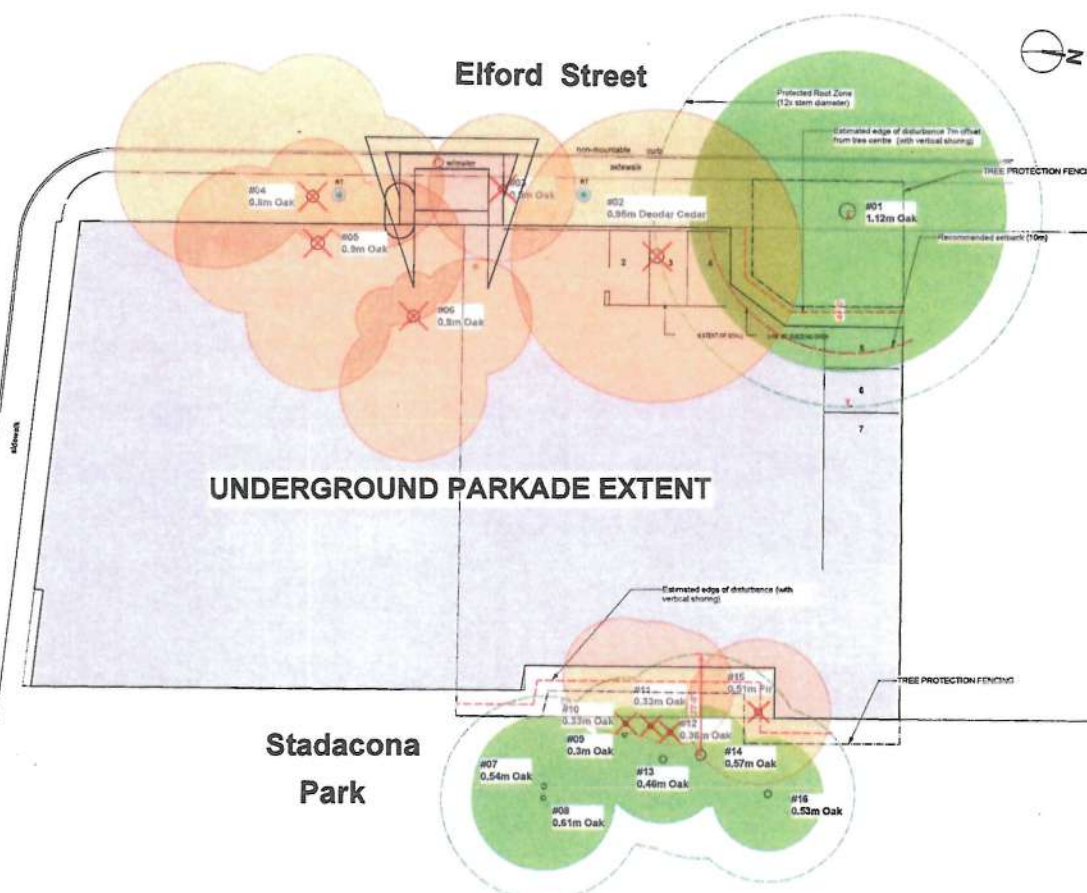 Elford Street
N
Protected Root Zone
(12x stem diameter)
Estimated edge of disturbance 7m offset
from tree centre (with vertical shoring)
TREE PROTECTION FENCING
non-mountable curb
sidewalk
#04
0.8m Oak
RT
#03
RT
#02
0.96m Deodar Cedar
#01
1.12m Oak
Recommended setback (10m)
#05
0.9m Oak
2
3
4
#06
0.8m Oak
EXTENT OF STALL
5
6
7
sidewalk
UNDERGROUND PARKADE EXTENT
Estimated edge of disturbance (with
vertical shoring)
TREE PROTECTION FENCING
#15
0.51m Fir
#11
0.33m Oak
#10
0.33m Oak
#12
0.36m Oak
#09
0.3m Oak
#14
0.57m Oak
Stadacona
Park
#07
0.54m Oak
#13
0.46m Oak
#08
0.61m Oak
#16
0.53m Oak